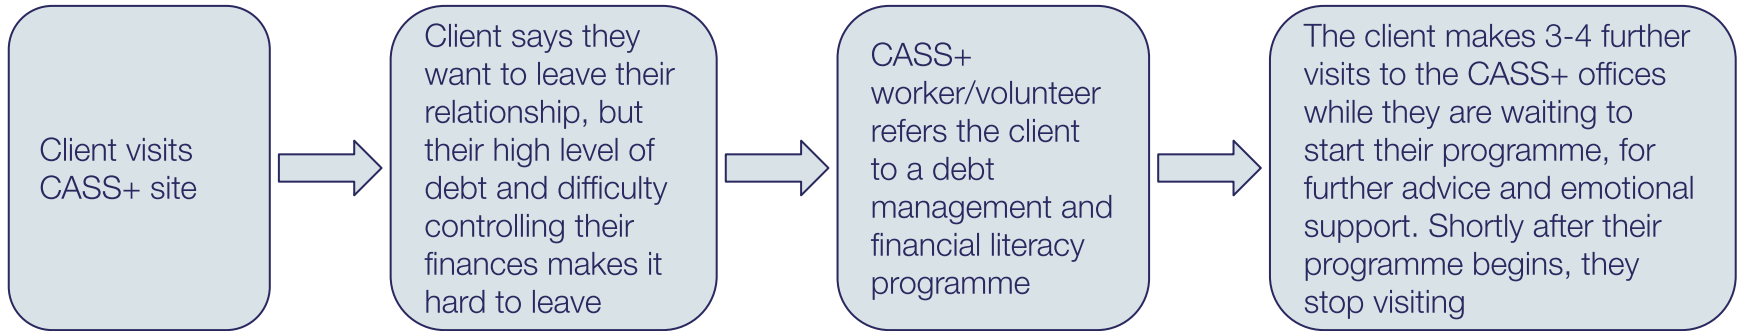 Client visits
CASS+ site
Client says they
want to leave their
relationship, but
their high level of
debt and difficulty
controlling their
finances makes it
hard to leave
CASS+
worker/volunteer
refers the client
to a debt
management and
financial literacy
programme
The client makes 3-4 further
visits to the CASS+ offices
while they are waiting to
start their programme, for
further advice and emotional
support. Shortly after their
programme begins, they
stop visiting